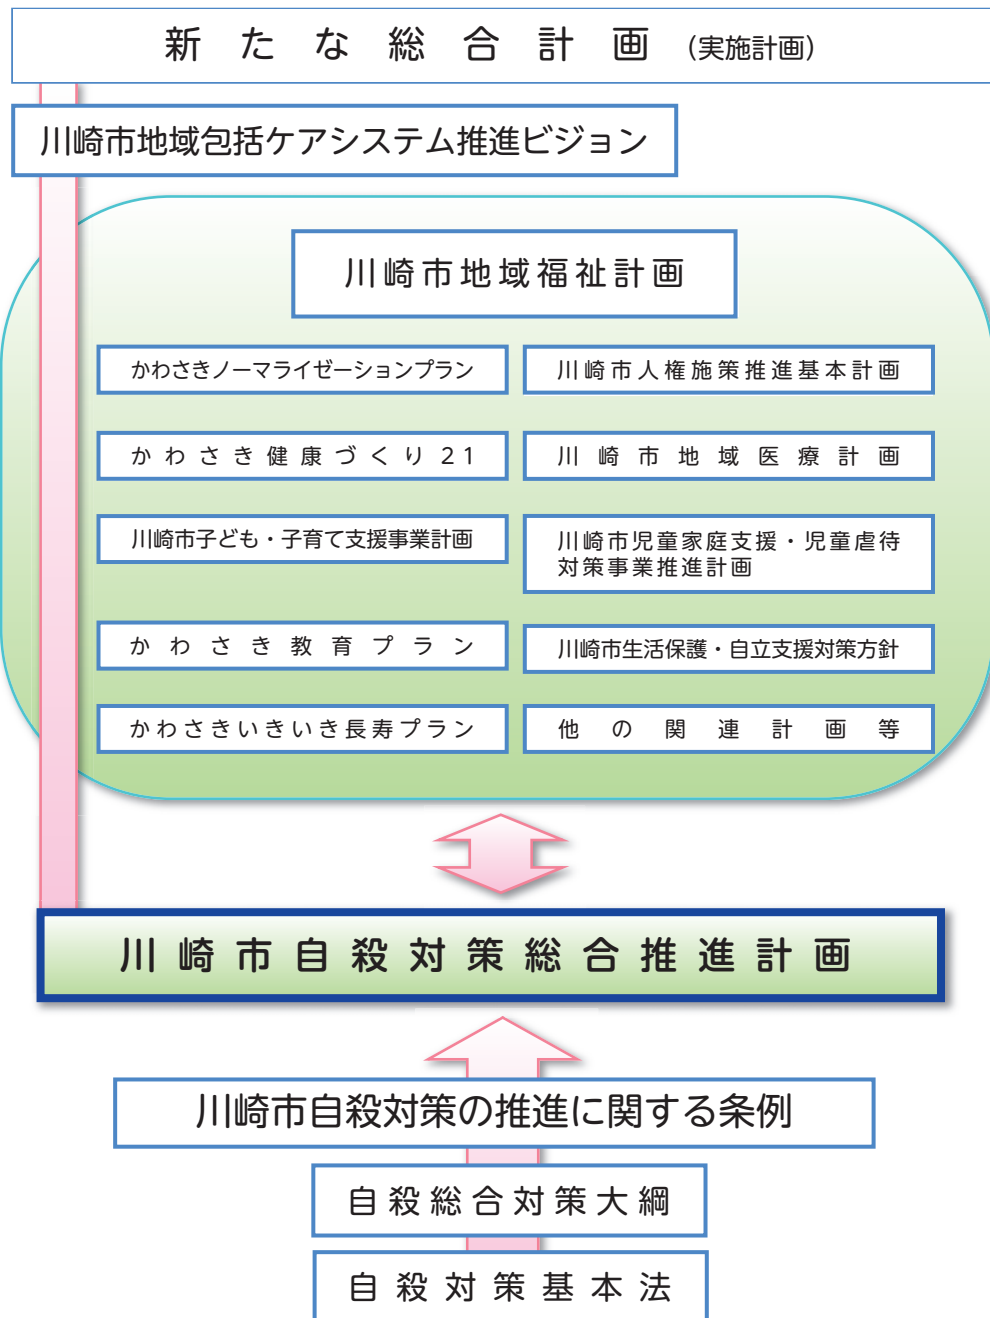 新たな総合計画(実施計画)
川崎市地域包括ケアシステム推進ビジョン
川崎市地域福祉計画
かわさきノーマライゼーションプラン
川崎市人権施策推進基本計画
かわさき健康づくり21
川崎市地域医療計画
川崎市子ども・子育て支援事業計画
川崎市児童家庭支援・児童虐待
対策事業推進計画
かわさき教育プラン
川崎市生活保護・自立支援対策方針
かわさきいきいき長寿プラン
他の関連計画等
川崎市自殺対策総合推進計画
川崎市自殺対策の推進に関する条例
自殺総合対策大綱
自殺対策基本法